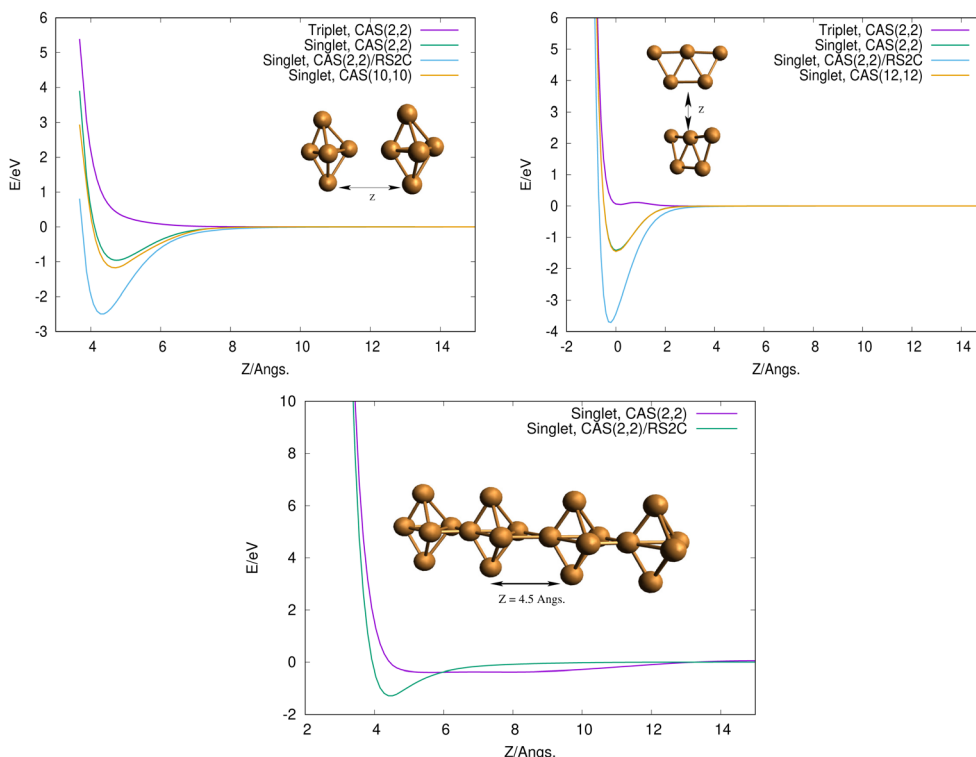 6
5
4
3
2
1
0
-1
-2
-3
4
6
8
10
12
14
E/eV
Z/Angs.
Triplet, CAS(2,2)
Singlet, CAS(2,2)
Singlet, CAS(2,2)/RS2C
Singlet, CAS(10,10)
Z
6
5
4
3
2
1
0
-1
-2
-3
-4
-2
0
2
4
6
8
10
12
14
E/eV
Z/Angs.
Triplet, CAS(2,2)
Singlet, CAS(2,2)
Singlet, CAS(2,2)/RS2C
Singlet, CAS(12,12)
Z
10
8
6
4
2
0
-2
2
4
6
8
10
12
14
E/eV
Z/Angs.
Singlet, CAS(2,2)
Singlet, CAS(2,2)/RS2C
Z = 4.5 Angs.